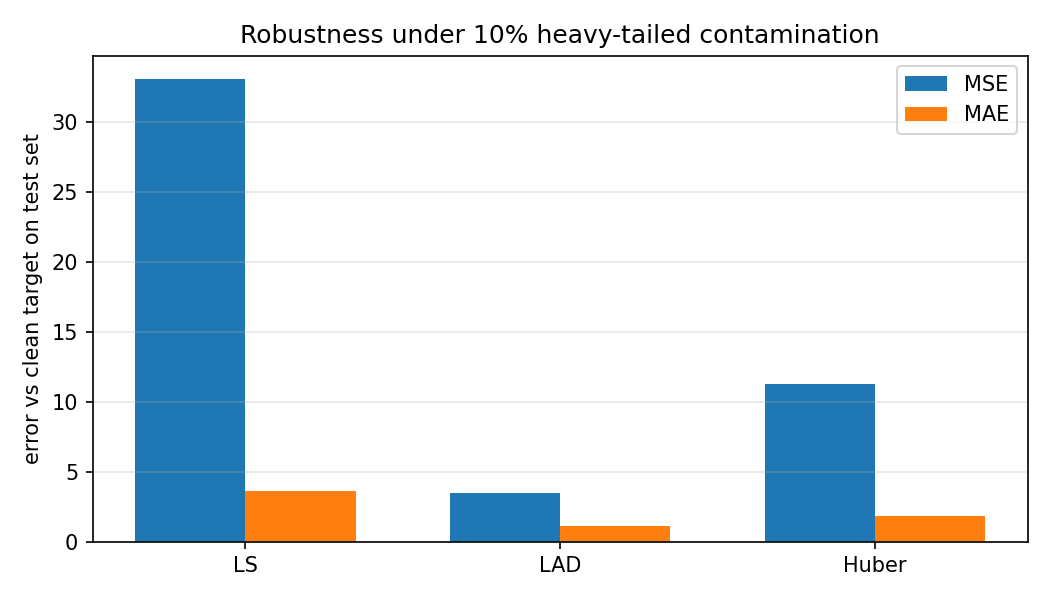 Robustness under 10% heavy-tailed contamination
MSE
MAE
error vs clean target on test set
30
25
20
15
10
5
0
LS
LAD
Huber